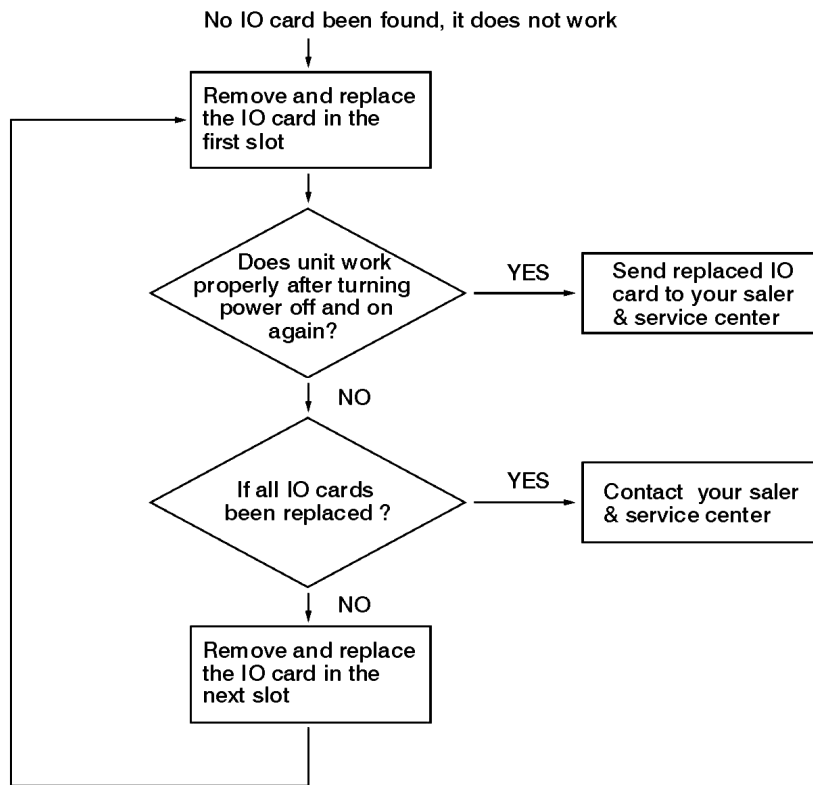 No IO card been found, it does not work
Remove and replace
the IO card in the
first slot
Does unit work
properly after turning
power off and on
again?
YES
Send replaced IO
card to your saler
& service center
NO
If all IO cards
been replaced ?
YES
Contact your saler
& service center
NO
Remove and replace
the IO card in the
next slot